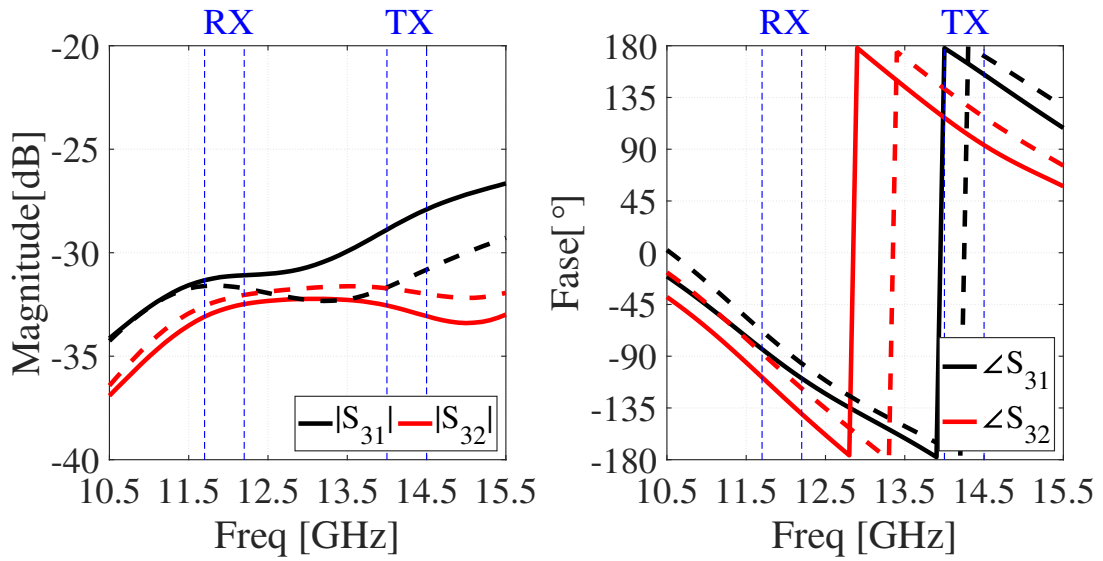 RX TX
-20
-25
-30
-35
-40
Magnitude[dB]
|S31| |S32|
10.5 11.5 12.5 13.5 14.5 15.5
Freq [GHz]
RX TX
180
135
90
45
0
-45
-90
-135
-180
Fase[ °]
∠S31
∠S32
10.5 11.5 12.5 13.5 14.5 15.5
Freq [GHz]